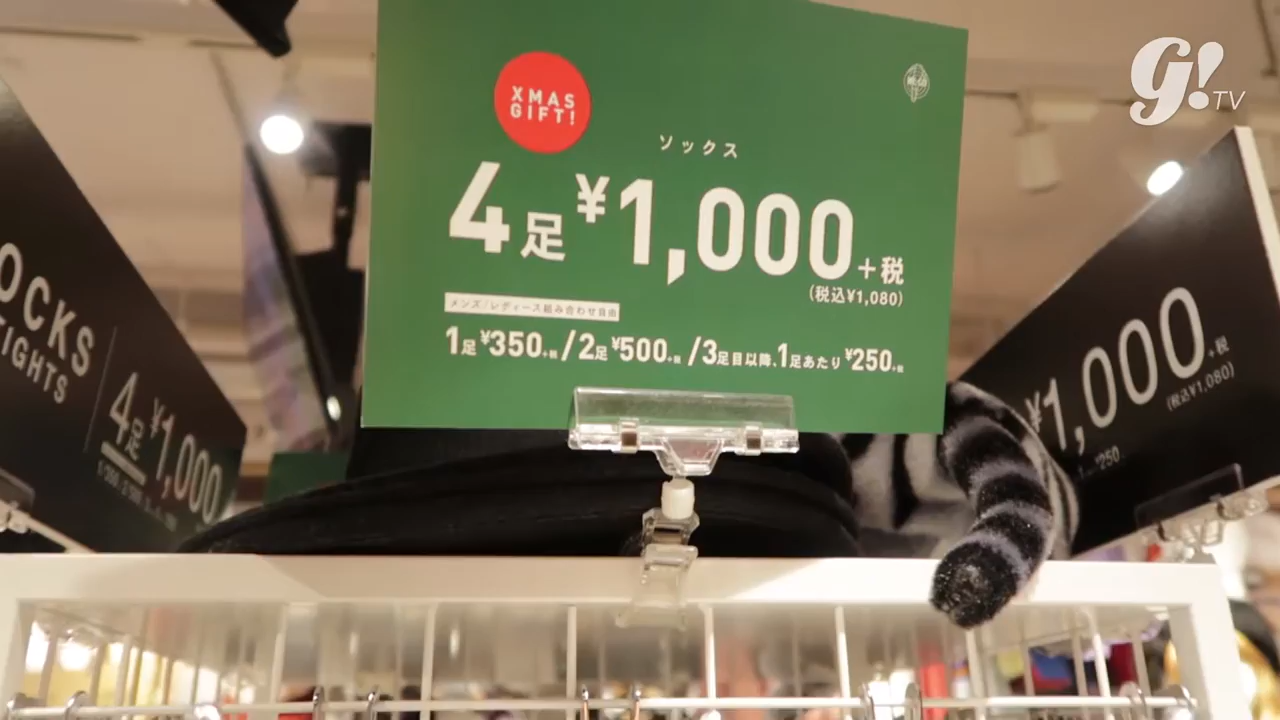 g! TV
XMAS
GIFT!
ソックス
4足 ¥1,000+税
(税込¥1,080)
メンズ/レディース組み合わせ自由
1足¥350+税/2足¥500+税/3足目以降、1足あたり¥250+税
OCKS
IGHTS
4足 ¥1,000
¥1,000+税
(税込¥1,080)
¥250